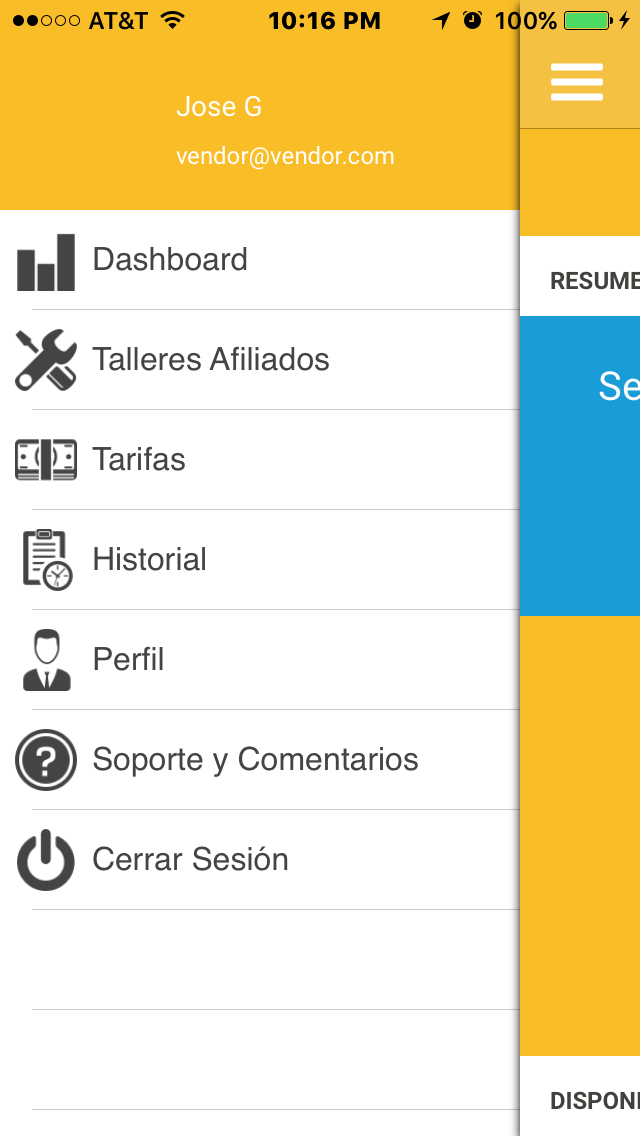 AT&T 10:16 PM 100%
Jose G
vendor@vendor.com
Dashboard
RESUME
Talleres Afiliados
Se
Tarifas
Historial
Perfil
Soporte y Comentarios
Cerrar Sesión
DISPONI